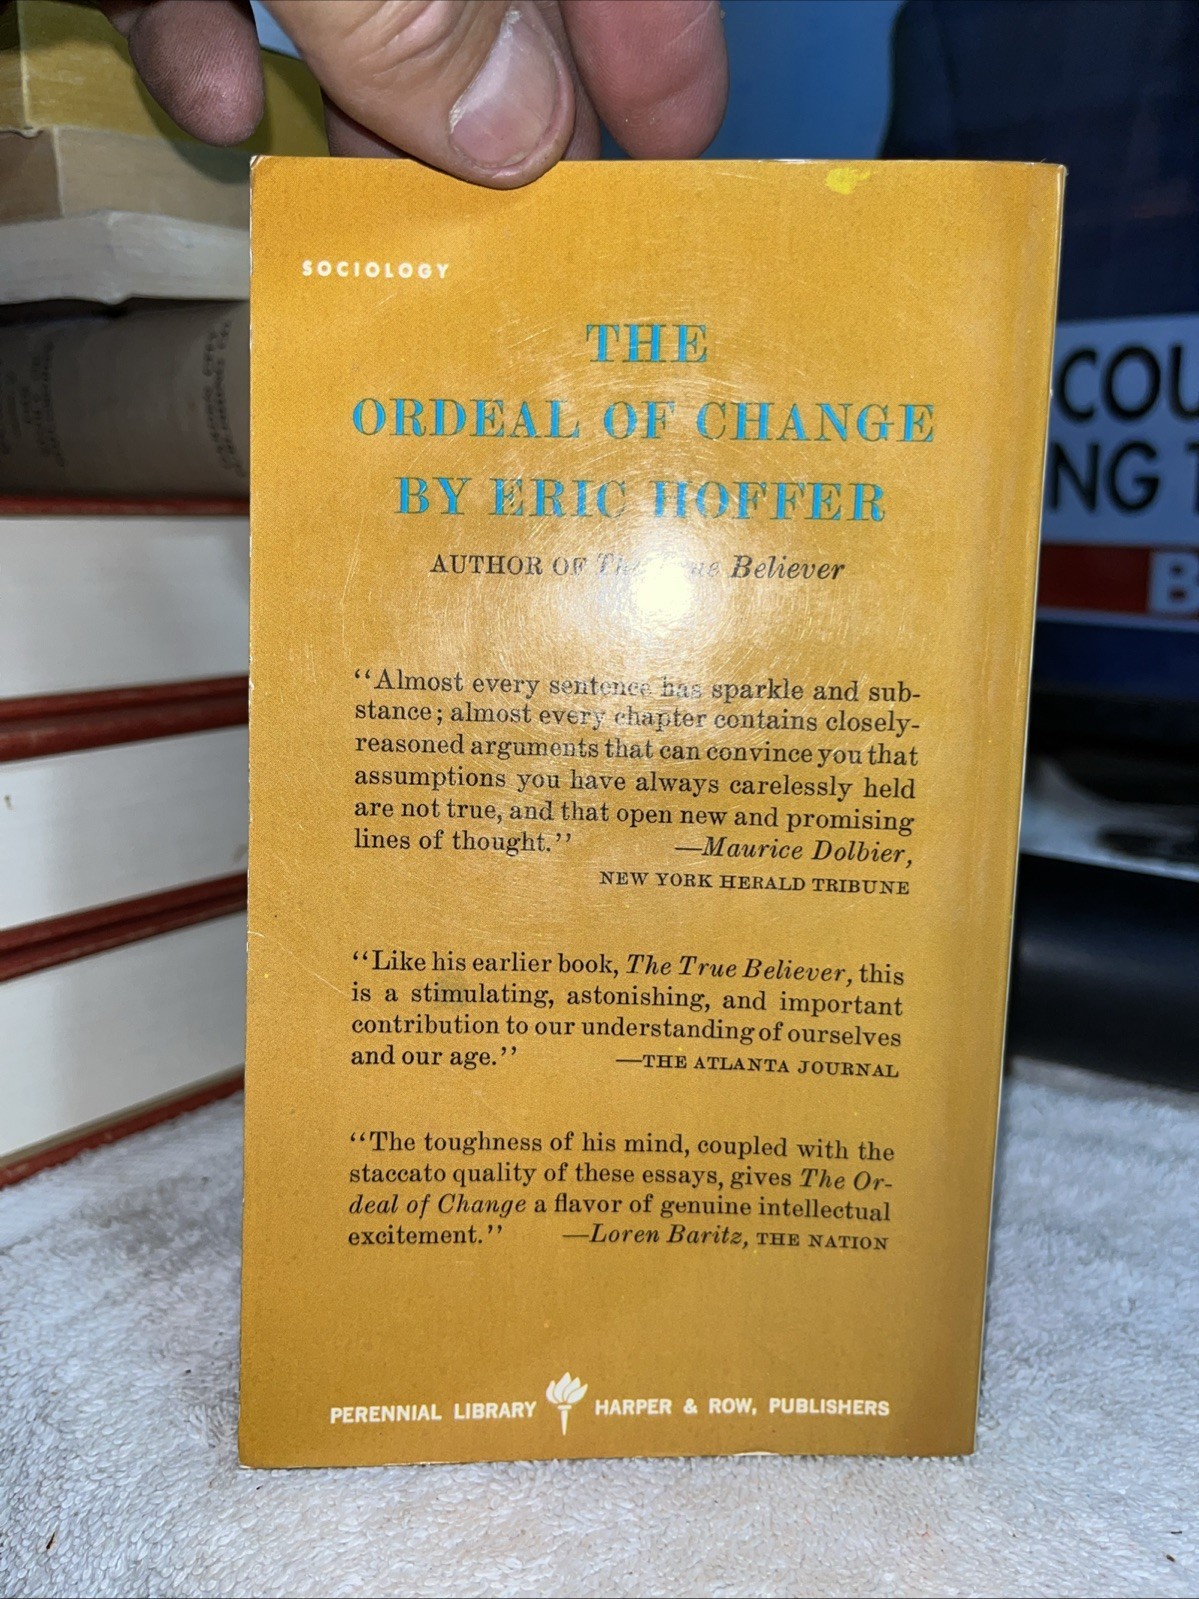 SOCIOLOGY
THE
ORDEAL OF CHANGE
BY ERIC HOFFER
AUTHOR OF The True Believer
“Almost every sentence has sparkle and sub-
stance; almost every chapter contains closely-
reasoned arguments that can convince you that
assumptions you have always carelessly held
are not true, and that open new and promising
lines of thought.” —Maurice Dolbier,
NEW YORK HERALD TRIBUNE
“Like his earlier book, The True Believer, this
is a stimulating, astonishing, and important
contribution to our understanding of ourselves
and our age.” —THE ATLANTA JOURNAL
“The toughness of his mind, coupled with the
staccato quality of these essays, gives The Or-
deal of Change a flavor of genuine intellectual
excitement.” —Loren Baritz, THE NATION
PERENNIAL LIBRARY HARPER & ROW, PUBLISHERS
COU
NG T
B